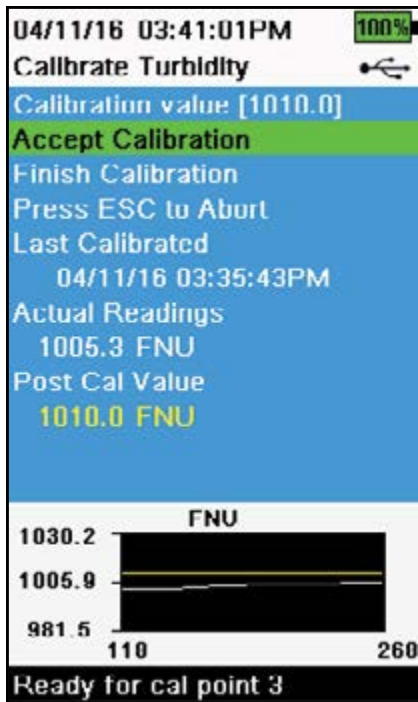 04/11/16 03:41:01PM 100%
Calibrate Turbidity
Calibration value [1010.0]
Accept Calibration
Finish Calibration
Press ESC to Abort
Last Calibrated
04/11/16 03:35:43PM
Actual Readings
1005.3 FNU
Post Cal Value
1010.0 FNU
FNU
1030.2
1005.9
981.5
110 260
Ready for cal point 3